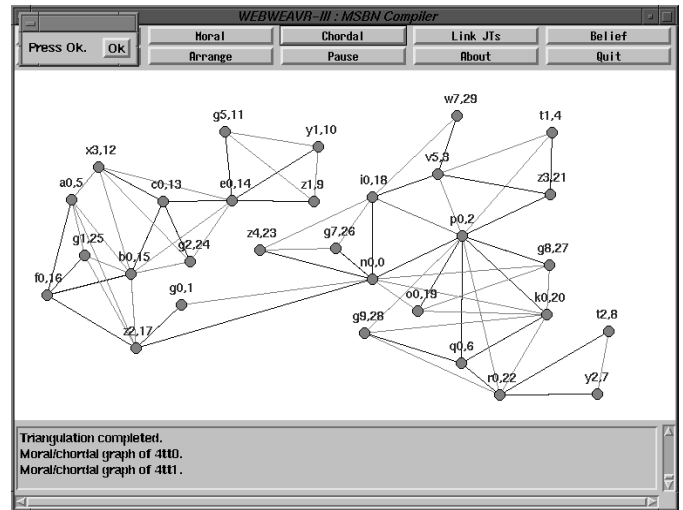 WEBWEAVR-III : MSBN Compiler
Press Ok. Ok
Moral Chordal Link JTs Belief
Arrange Pause About Quit
w7,29
g5,11
y1,10
t1,4
x3,12
v5,3
a0,5
c0,13
e0,14
z1,9
i0,18
z3,21
p0,2
g1,25
z4,23
g7,26
b0,15
g2,24
g8,27
f0,16
n0,0
g0,1
o0,19
k0,20
z2,17
g9,28
t2,8
q0,6
r0,22
y2,7
Triangulation completed.
Moral/chordal graph of 4tt0.
Moral/chordal graph of 4tt1.